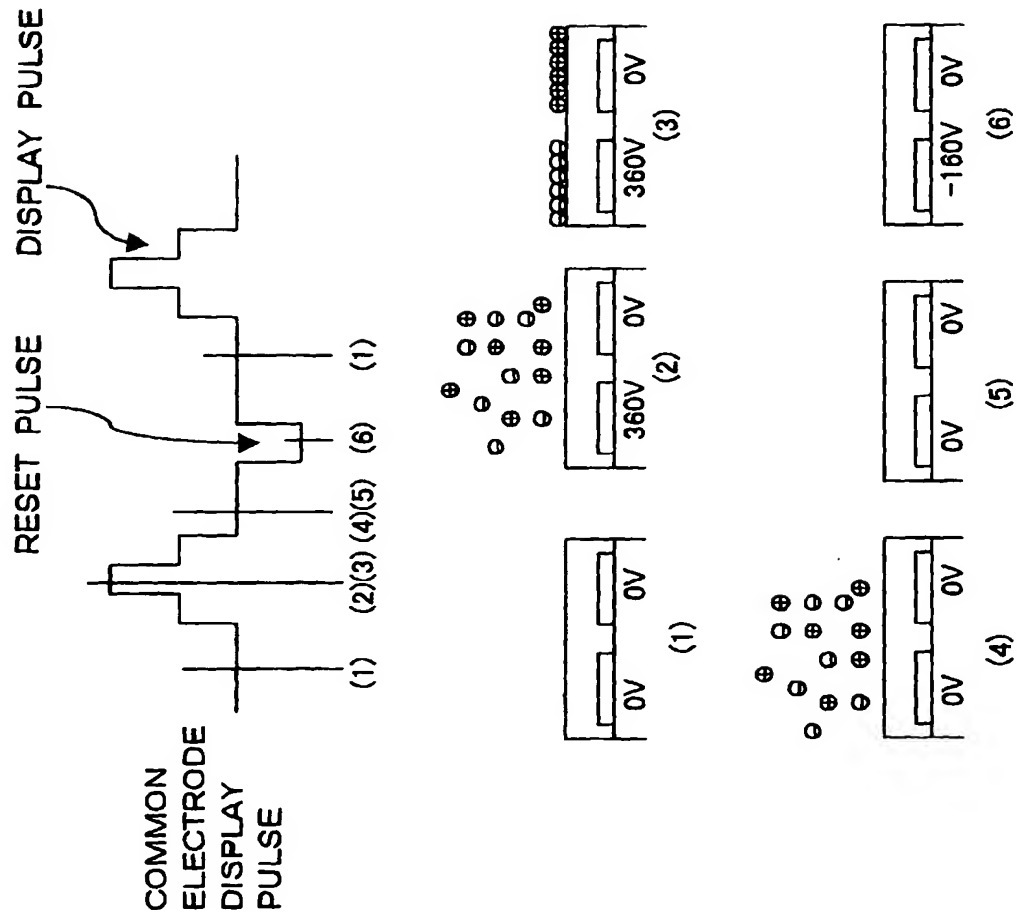 RESET PULSE
DISPLAY PULSE
COMMON
ELECTRODE
DISPLAY
PULSE
(1)
(2)(3)
(4)(5)
(6)
(1)
0V
0V
(1)
360V
0V
(2)
360V
0V
(3)
0V
0V
(4)
0V
0V
(5)
-160V
0V
(6)